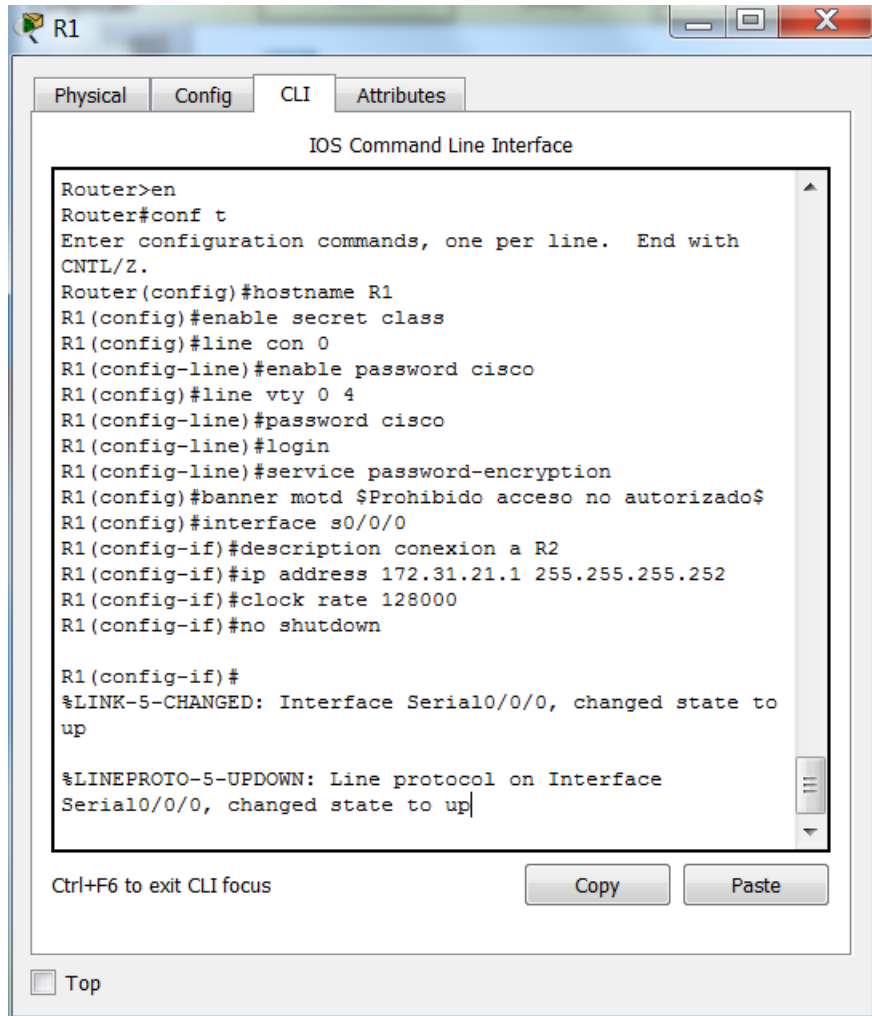 R1
Physical Config CLI Attributes
IOS Command Line Interface
Router>en
Router#conf t
Enter configuration commands, one per line.  End with
CNTL/Z.
Router(config)#hostname R1
R1(config)#enable secret class
R1(config)#line con 0
R1(config-line)#enable password cisco
R1(config)#line vty 0 4
R1(config-line)#password cisco
R1(config-line)#login
R1(config-line)#service password-encryption
R1(config)#banner motd $Prohibido acceso no autorizado$
R1(config)#interface s0/0/0
R1(config-if)#description conexion a R2
R1(config-if)#ip address 172.31.21.1 255.255.255.252
R1(config-if)#clock rate 128000
R1(config-if)#no shutdown
R1(config-if)#
%LINK-5-CHANGED: Interface Serial0/0/0, changed state to
up
%LINEPROTO-5-UPDOWN: Line protocol on Interface
Serial0/0/0, changed state to up
Ctrl+F6 to exit CLI focus
Copy Paste
Top